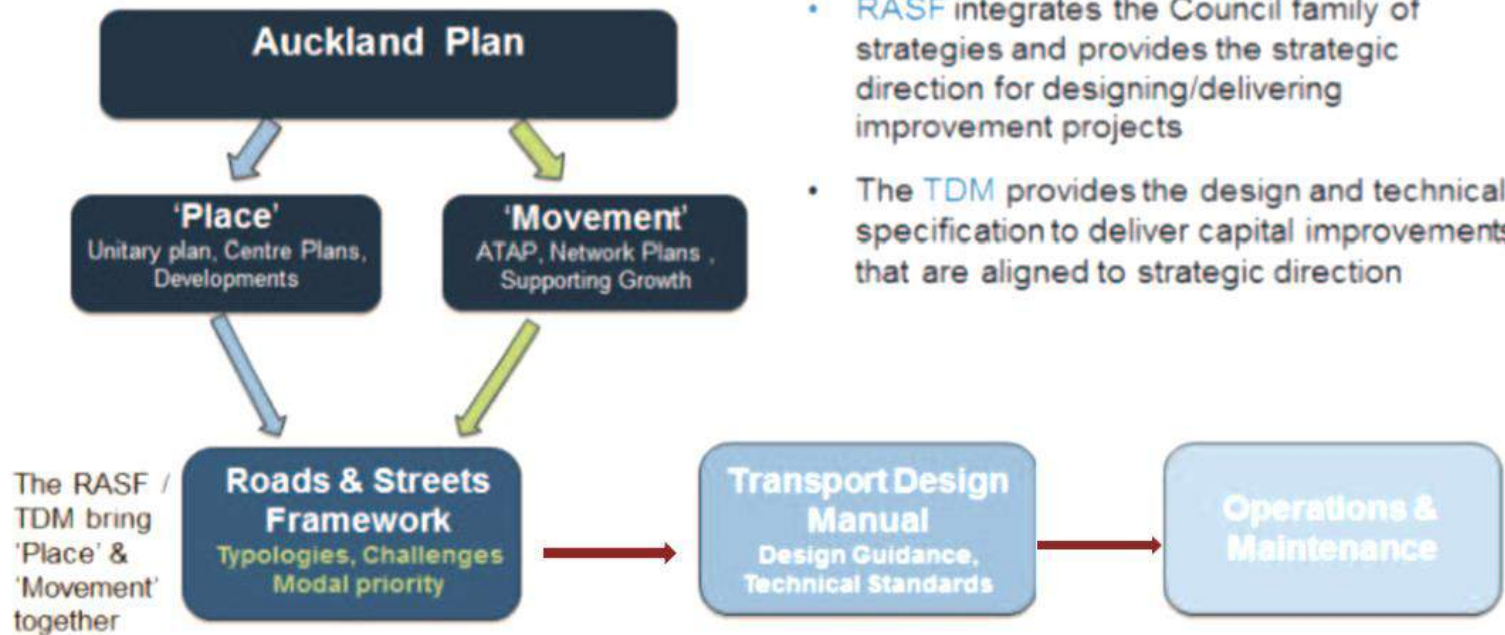 Auckland Plan
'Place'
Unitary plan, Centre Plans,
Developments
'Movement'
ATAP, Network Plans ,
Supporting Growth
• RASF integrates the Council family of
strategies and provides the strategic
direction for designing/delivering
improvement projects
• The TDM provides the design and technical
specification to deliver capital improvements
that are aligned to strategic direction
The RASF /
TDM bring
'Place' &
'Movement'
together
Roads & Streets
Framework
Typologies, Challenges
Modal priority
Transport Design
Manual
Design Guidance,
Technical Standards
Operations &
Maintenance